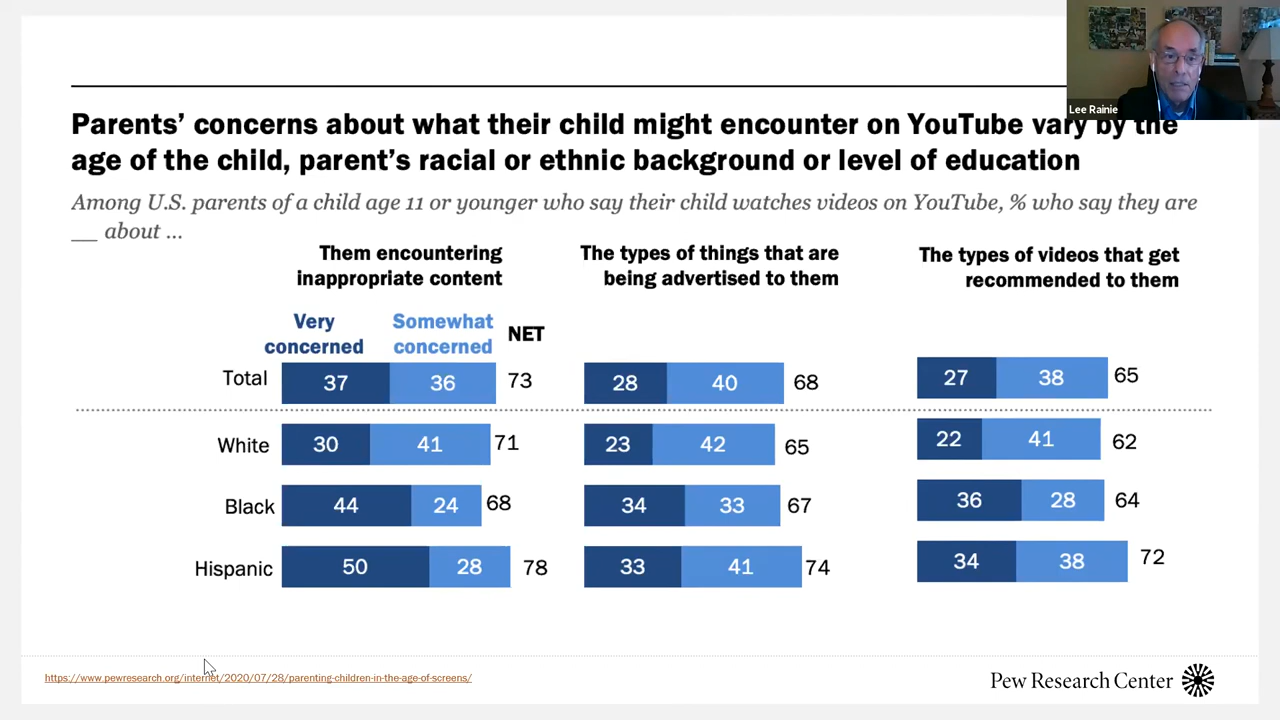 Lee Rainie
Parents’ concerns about what their child might encounter on YouTube vary by the
age of the child, parent’s racial or ethnic background or level of education
Among U.S. parents of a child age 11 or younger who say their child watches videos on YouTube, % who say they are
__ about ...
Them encountering
inappropriate content
The types of things that are
being advertised to them
The types of videos that get
recommended to them
Very
concerned
Somewhat
concerned
NET
Total 37 36 73 28 40 68 27 38 65
White 30 41 71 23 42 65 22 41 62
Black 44 24 68 34 33 67 36 28 64
Hispanic 50 28 78 33 41 74 34 38 72
https://www.pewresearch.org/internet/2020/07/28/parenting-children-in-the-age-of-screens/
Pew Research Center